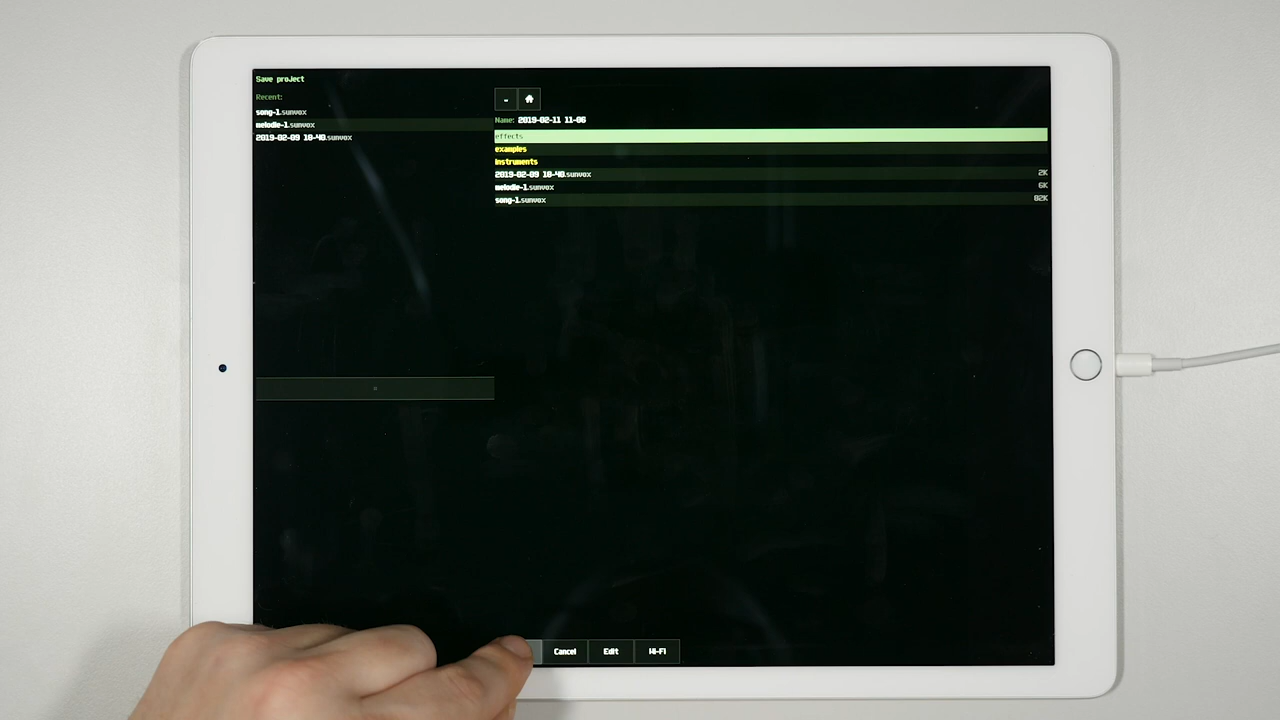 Save project
Recent:
song-1.sunvox
melodie-1.sunvox
2019-02-09 10-40.sunvox
..
Name: 2019-02-11 11-06
effects
examples
instruments
2019-02-09 10-40.sunvox 2K
melodie-1.sunvox 6K
song-1.sunvox 82K
Cancel Edit Wi-Fi